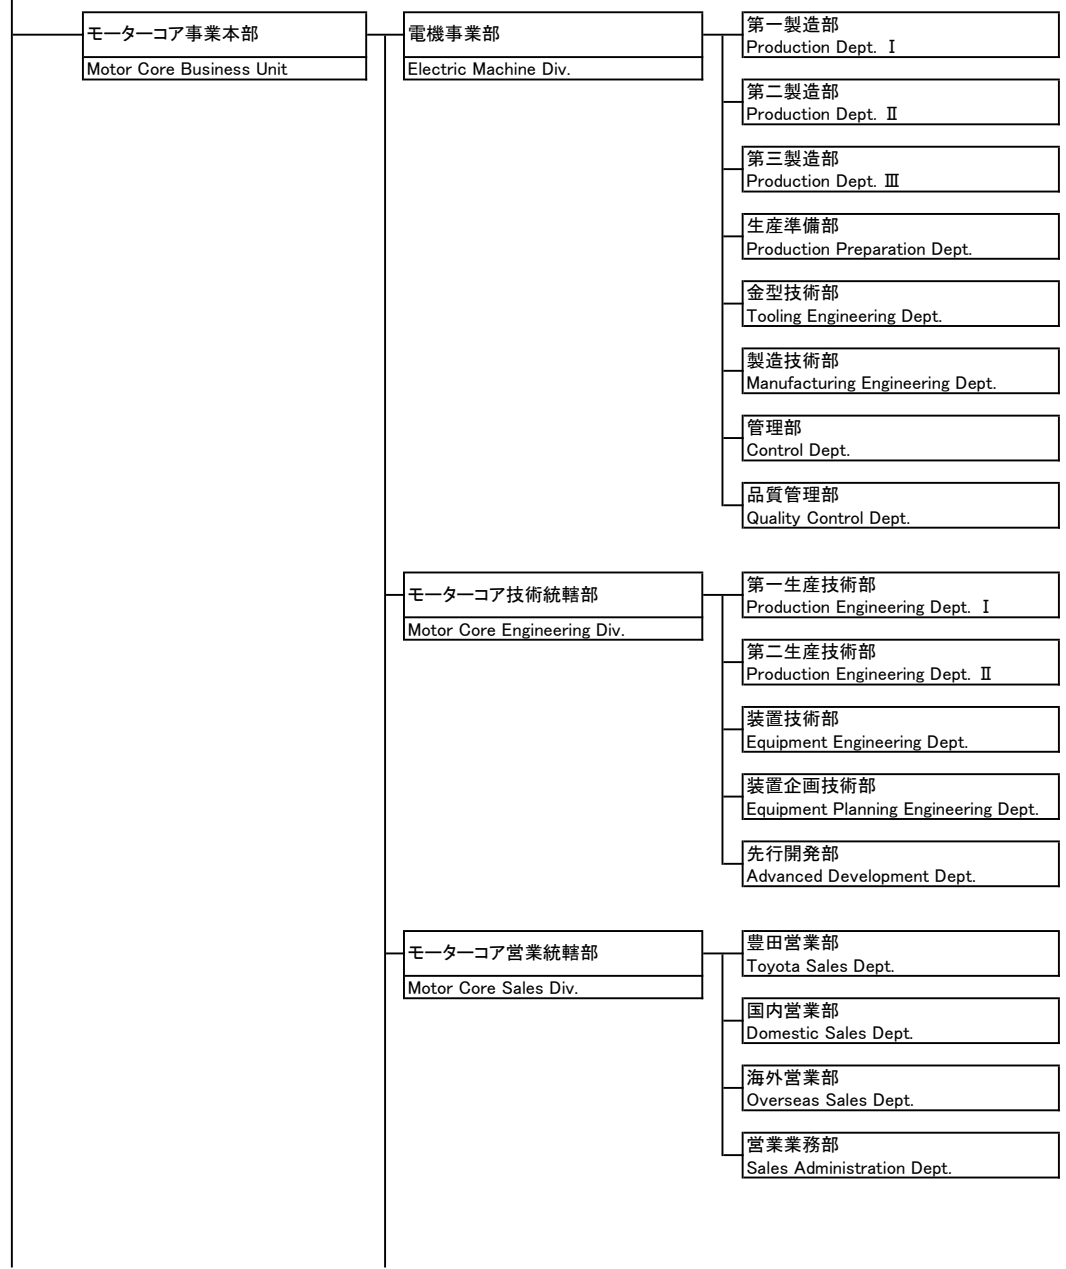 モーターコア事業本部
Motor Core Business Unit
電機事業部
Electric Machine Div.
第一製造部
Production Dept. Ⅰ
第二製造部
Production Dept. Ⅱ
第三製造部
Production Dept. Ⅲ
生産準備部
Production Preparation Dept.
金型技術部
Tooling Engineering Dept.
製造技術部
Manufacturing Engineering Dept.
管理部
Control Dept.
品質管理部
Quality Control Dept.
モーターコア技術統轄部
Motor Core Engineering Div.
第一生産技術部
Production Engineering Dept. Ⅰ
第二生産技術部
Production Engineering Dept. Ⅱ
装置技術部
Equipment Engineering Dept.
装置企画技術部
Equipment Planning Engineering Dept.
先行開発部
Advanced Development Dept.
モーターコア営業統轄部
Motor Core Sales Div.
豊田営業部
Toyota Sales Dept.
国内営業部
Domestic Sales Dept.
海外営業部
Overseas Sales Dept.
営業業務部
Sales Administration Dept.